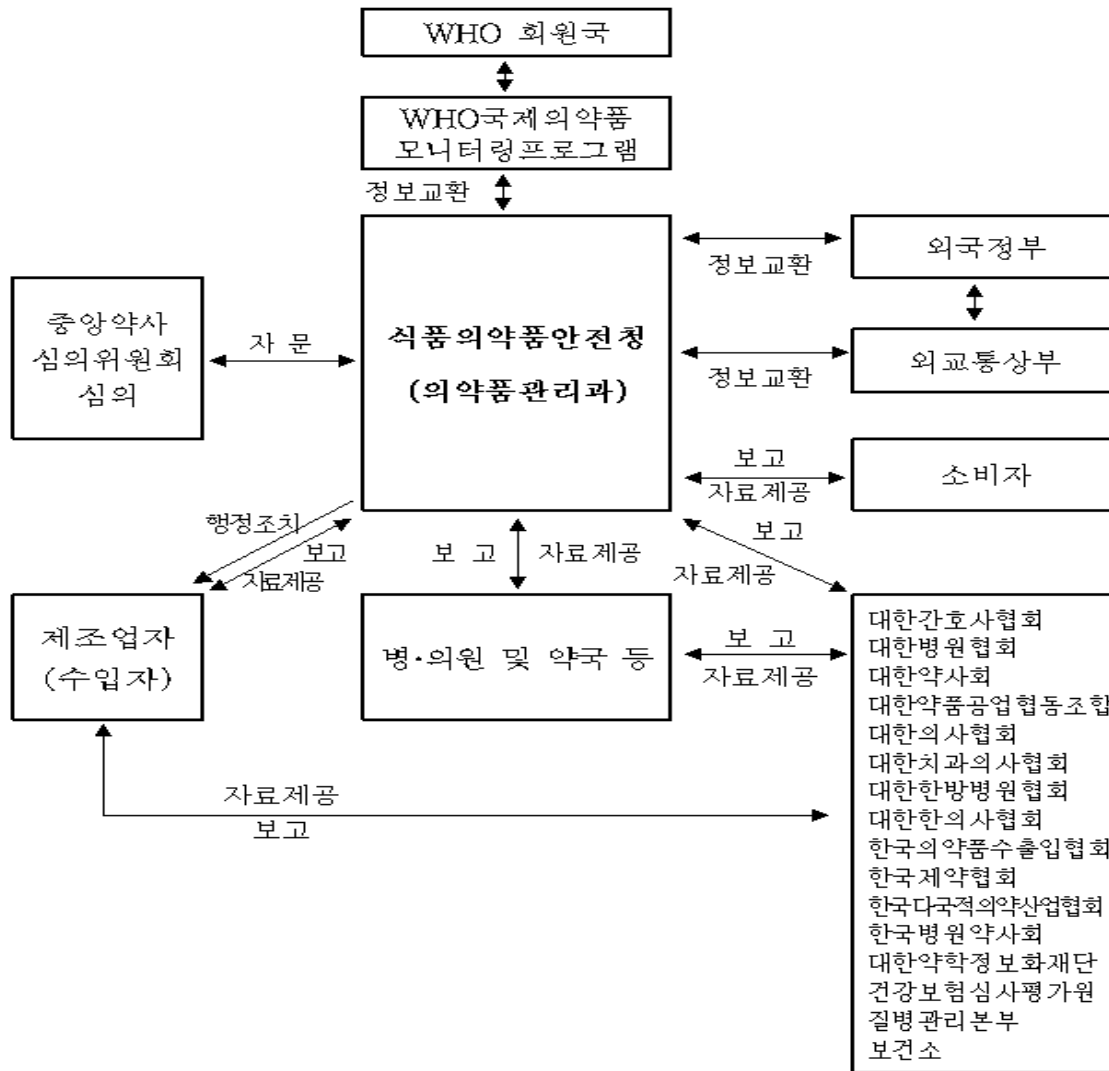 WHO 회원국
WHO국제의약품
모니터링프로그램
정보교환
외국정부
정보교환
중앙약사
심의위원회
심의
자 문
식품의약품안전청
(의약품관리과)
외교통상부
정보교환
보고
소비자
자료제공
행정조치
보고
자료제공
보 고
자료제공
보고
자료제공
제조업자
(수입자)
병·의원 및 약국 등
보 고
자료제공
대한간호사협회
대한병원협회
대한약사회
대한약품공업협동조합
대한의사협회
대한치과의사협회
대한한방병원협회
대한한의사협회
한국의약품수출입협회
한국제약협회
한국다국적의약산업협회
한국병원약사회
대한약학정보화재단
건강보험심사평가원
질병관리본부
보건소
자료제공
보고